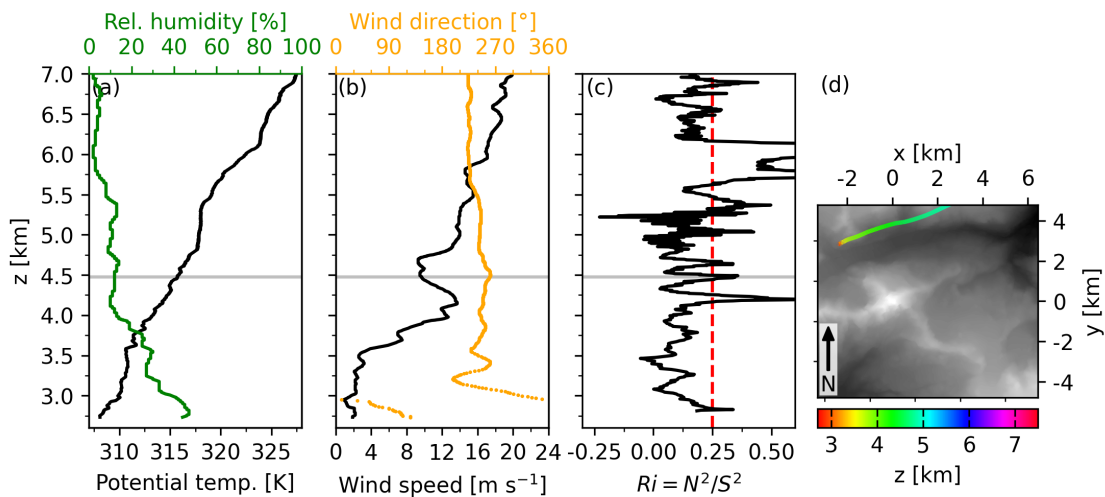 Rel. humidity [%]
0 20 40 60 80 100
Wind direction [°]
0 90 180 270 360
(a)
(b)
(c)
(d)
7.0
6.5
6.0
5.5
5.0
4.5
4.0
3.5
3.0
z [km]
310 315 320 325
Potential temp. [K]
0 4 8 12 16 20 24
Wind speed [m s⁻¹]
-0.25 0.00 0.25 0.50
Ri = N²/S²
x [km]
-2 0 2 4 6
4
2
0
-2
-4
y [km]
N
3 4 5 6 7
z [km]